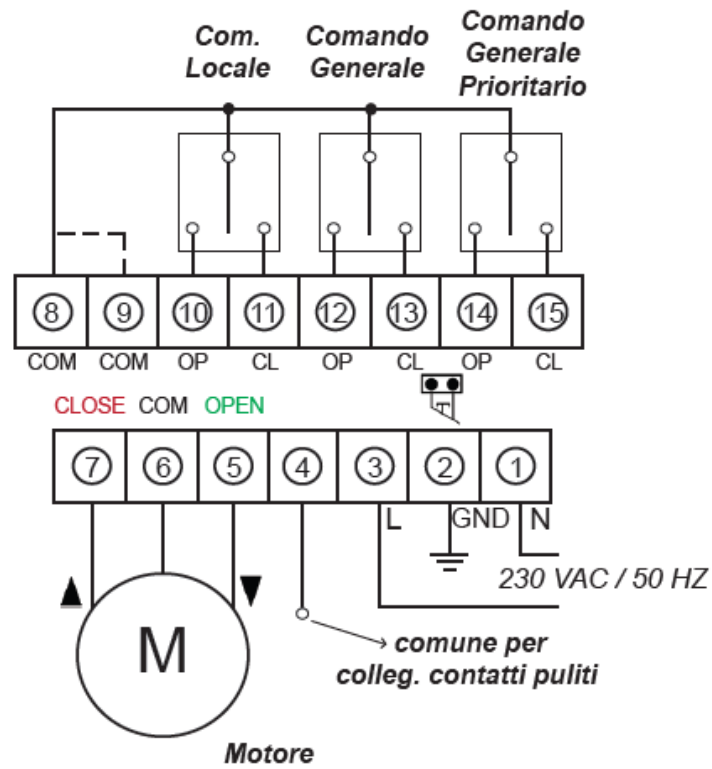 Com.
Locale
Comando
Generale
Comando
Generale
Prioritario
8 9 10 11 12 13 14 15
COM COM OP CL OP CL OP CL
CLOSE COM OPEN
7 6 5 4 3 2 1
L GND N
230 VAC / 50 HZ
M
comune per
colleg. contatti puliti
Motore